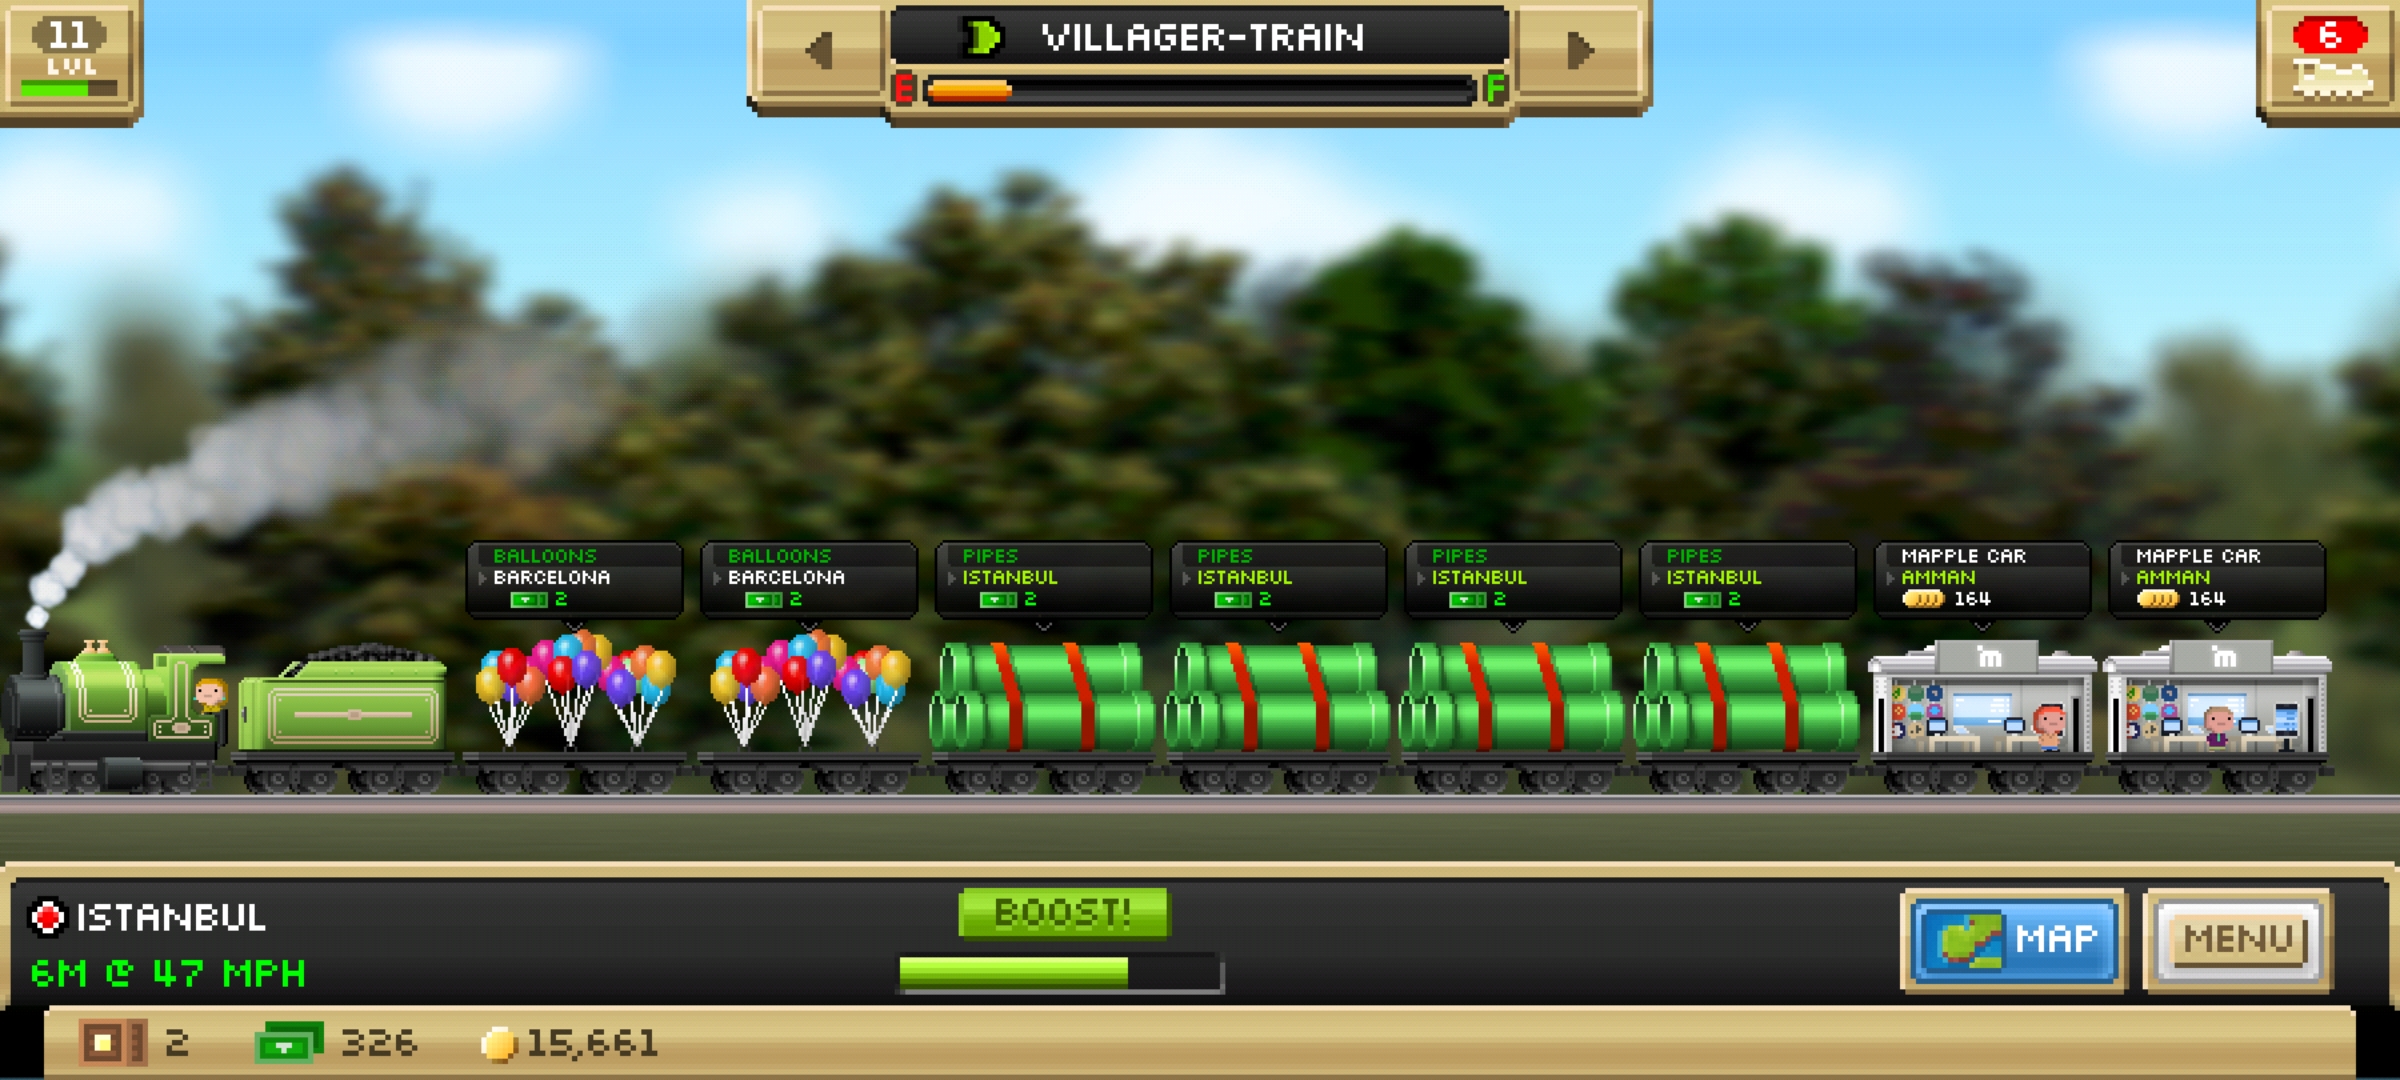 11
LVL
VILLAGER-TRAIN
E F
6
BALLOONS
BARCELONA
2
BALLOONS
BARCELONA
2
PIPES
ISTANBUL
2
PIPES
ISTANBUL
2
PIPES
ISTANBUL
2
PIPES
ISTANBUL
2
MAPPLE CAR
AMMAN
164
MAPPLE CAR
AMMAN
164
m
m
ISTANBUL
6M @ 47 MPH
BOOST!
MAP
MENU
2
326
15,661